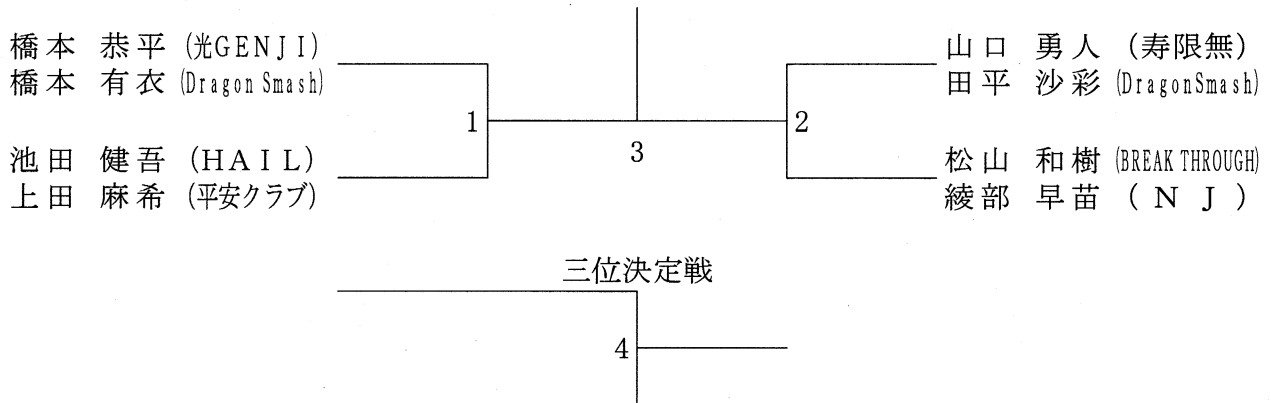 橋本 恭平 (光GENJI)
橋本 有衣 (Dragon Smash)
池田 健吾 (HAIL)
上田 麻希 (平安クラブ)
山口 勇人 (寿限無)
田平 沙彩 (DragonSmash)
松山 和樹 (BREAK THROUGH)
綾部 早苗 (NJ)
1
2
3
三位決定戦
4